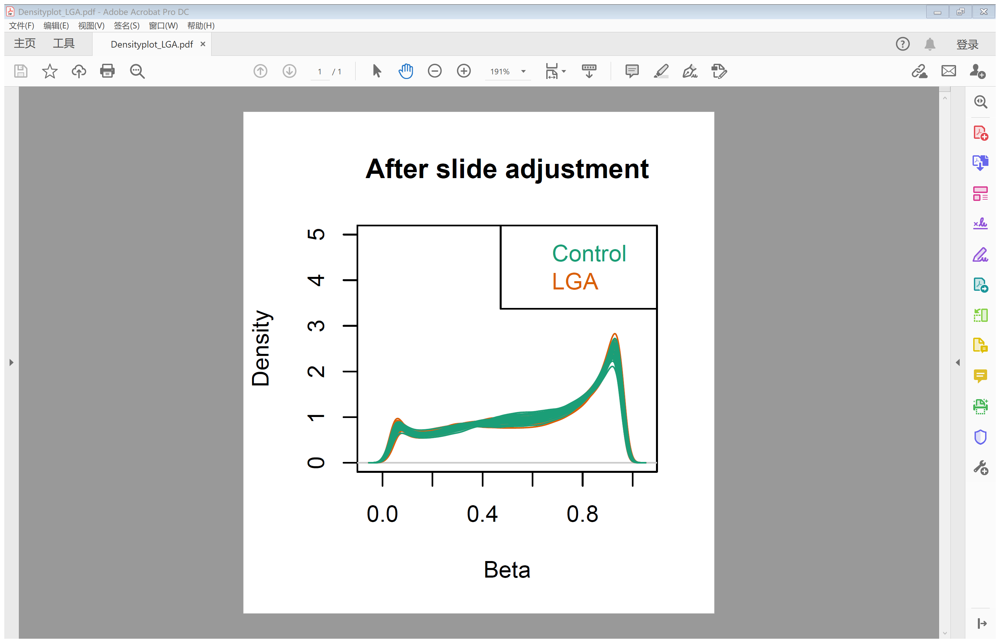 Densityplot_LGA.pdf - Adobe Acrobat Pro DC
文件(F) 编辑(E) 视图(V) 签名(S) 窗口(W) 帮助(H)
主页 工具 Densityplot_LGA.pdf × 登录
1 / 1 191%
After slide adjustment
Control
LGA
Density
5
4
3
2
1
0
0.0 0.4 0.8
Beta